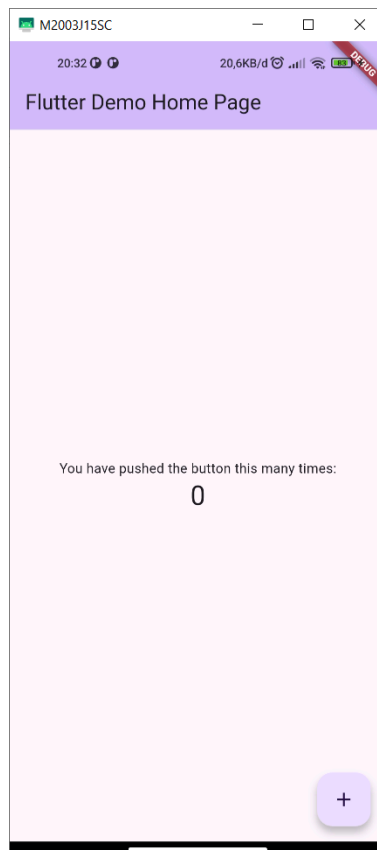 M2003J15SC
20:32 20,6KB/d 83
DEBUG
Flutter Demo Home Page
You have pushed the button this many times:
0
+